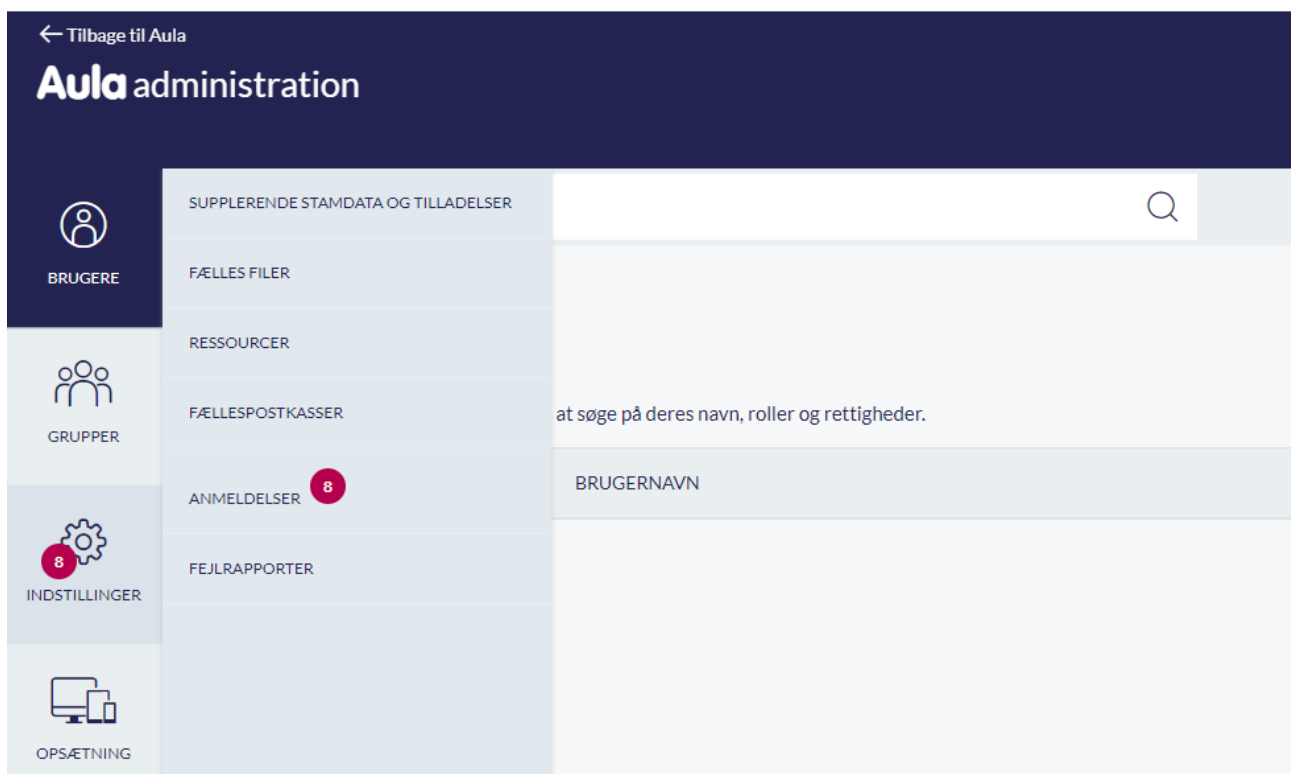 ← Tilbage til Aula
Aula administration
BRUGERE
GRUPPER
8
INDSTILLINGER
OPSÆTNING
SUPPLERENDE STAMDATA OG TILLADELSER
FÆLLES FILER
RESSOURCER
FÆLLESPOSTKASSER
ANMELDELSER 8
FEJLRAPPORTER
at søge på deres navn, roller og rettigheder.
BRUGERNAVN